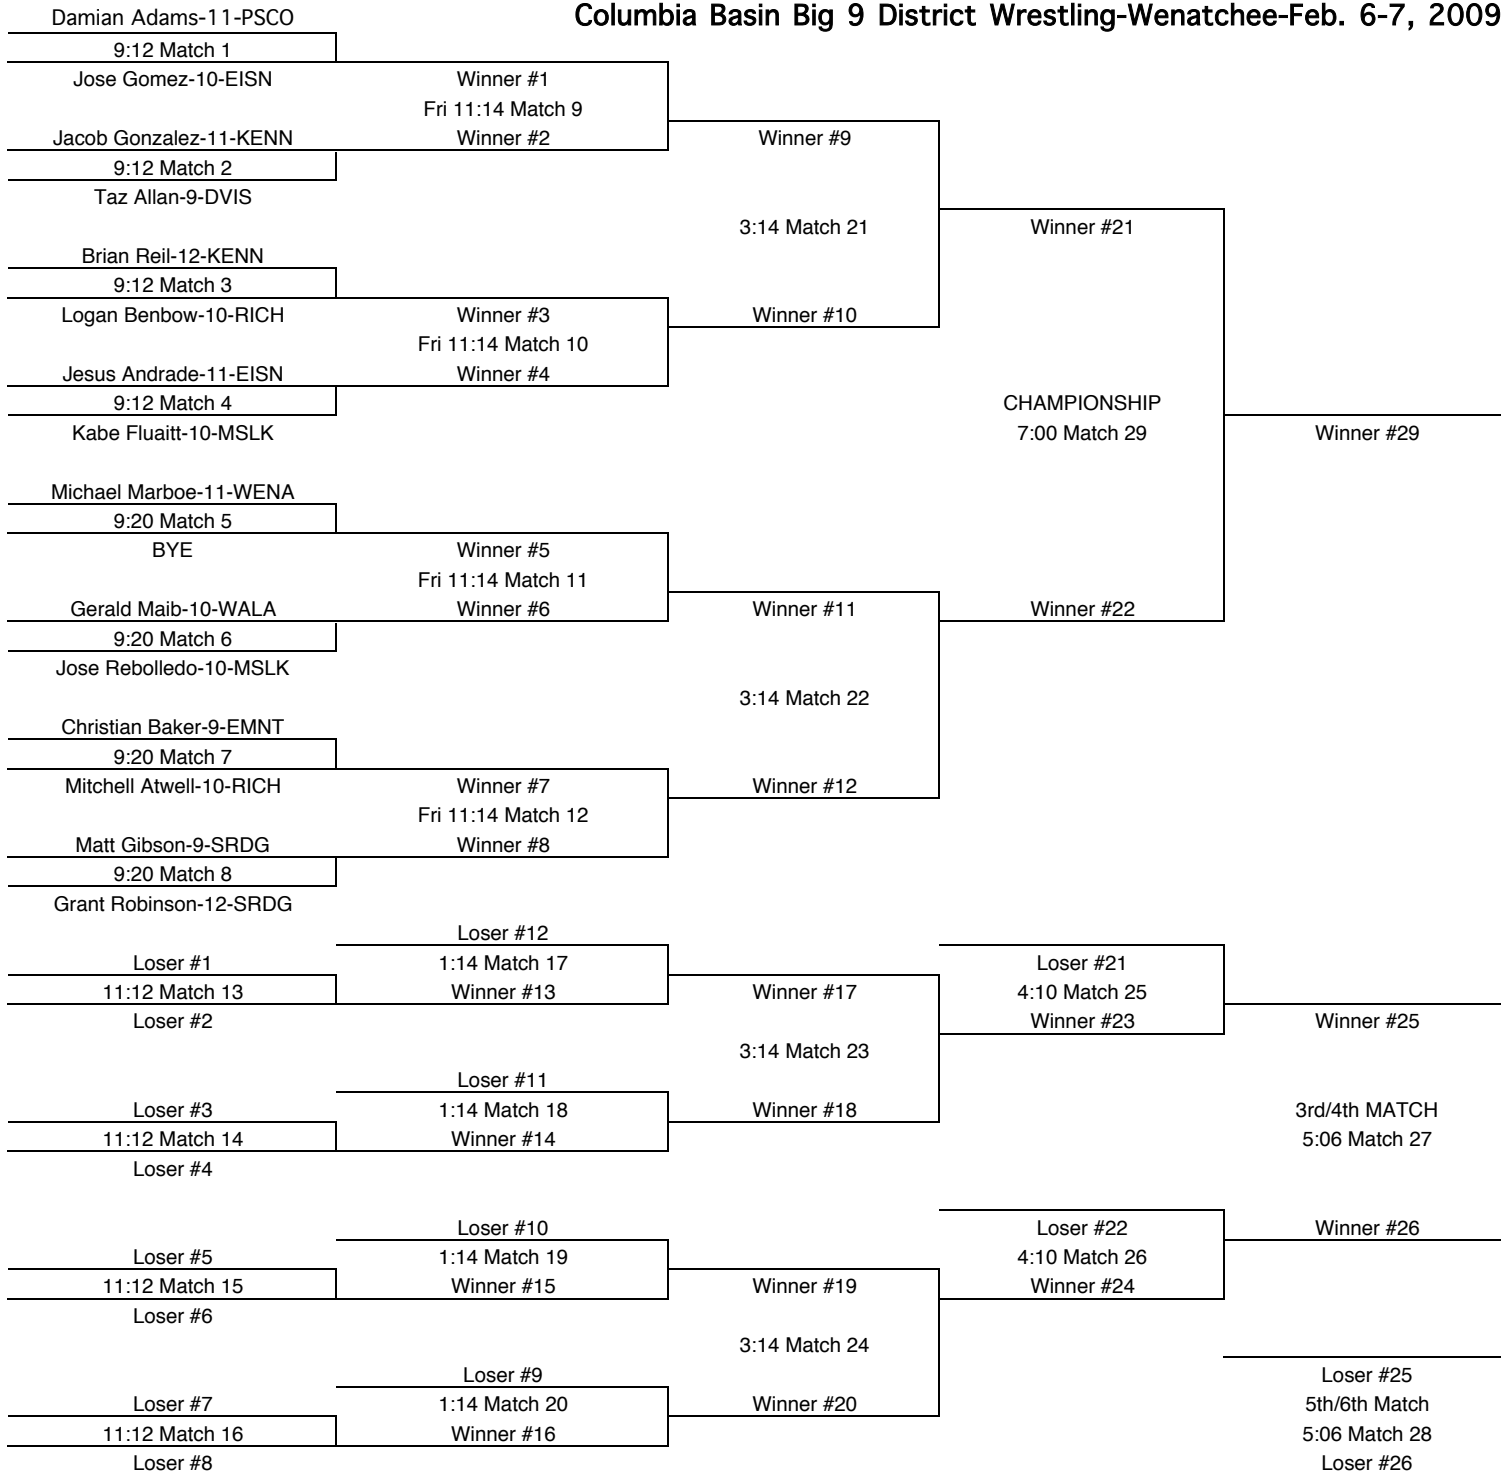 Columbia Basin Big 9 District Wrestling-Wenatchee-Feb. 6-7, 2009
Damian Adams-11-PSCO
9:12 Match 1
Jose Gomez-10-EISN
Winner #1
Fri 11:14 Match 9
Jacob Gonzalez-11-KENN
Winner #2
Winner #9
9:12 Match 2
Taz Allan-9-DVIS
3:14 Match 21
Winner #21
Brian Reil-12-KENN
9:12 Match 3
Logan Benbow-10-RICH
Winner #3
Winner #10
Fri 11:14 Match 10
Jesus Andrade-11-EISN
Winner #4
9:12 Match 4
CHAMPIONSHIP
Kabe Fluaitt-10-MSLK
7:00 Match 29
Winner #29
Michael Marboe-11-WENA
9:20 Match 5
BYE
Winner #5
Fri 11:14 Match 11
Gerald Maib-10-WALA
Winner #6
Winner #11
Winner #22
9:20 Match 6
Jose Rebolledo-10-MSLK
3:14 Match 22
Christian Baker-9-EMNT
9:20 Match 7
Mitchell Atwell-10-RICH
Winner #7
Winner #12
Fri 11:14 Match 12
Matt Gibson-9-SRDG
Winner #8
9:20 Match 8
Grant Robinson-12-SRDG
Loser #12
Loser #1
1:14 Match 17
Loser #21
11:12 Match 13
Winner #13
Winner #17
4:10 Match 25
Loser #2
Winner #23
Winner #25
3:14 Match 23
Loser #11
Loser #3
1:14 Match 18
Winner #18
3rd/4th MATCH
11:12 Match 14
Winner #14
5:06 Match 27
Loser #4
Loser #10
Loser #22
Winner #26
Loser #5
1:14 Match 19
4:10 Match 26
11:12 Match 15
Winner #15
Winner #19
Winner #24
Loser #6
3:14 Match 24
Loser #9
Loser #25
Loser #7
1:14 Match 20
Winner #20
5th/6th Match
11:12 Match 16
Winner #16
5:06 Match 28
Loser #8
Loser #26